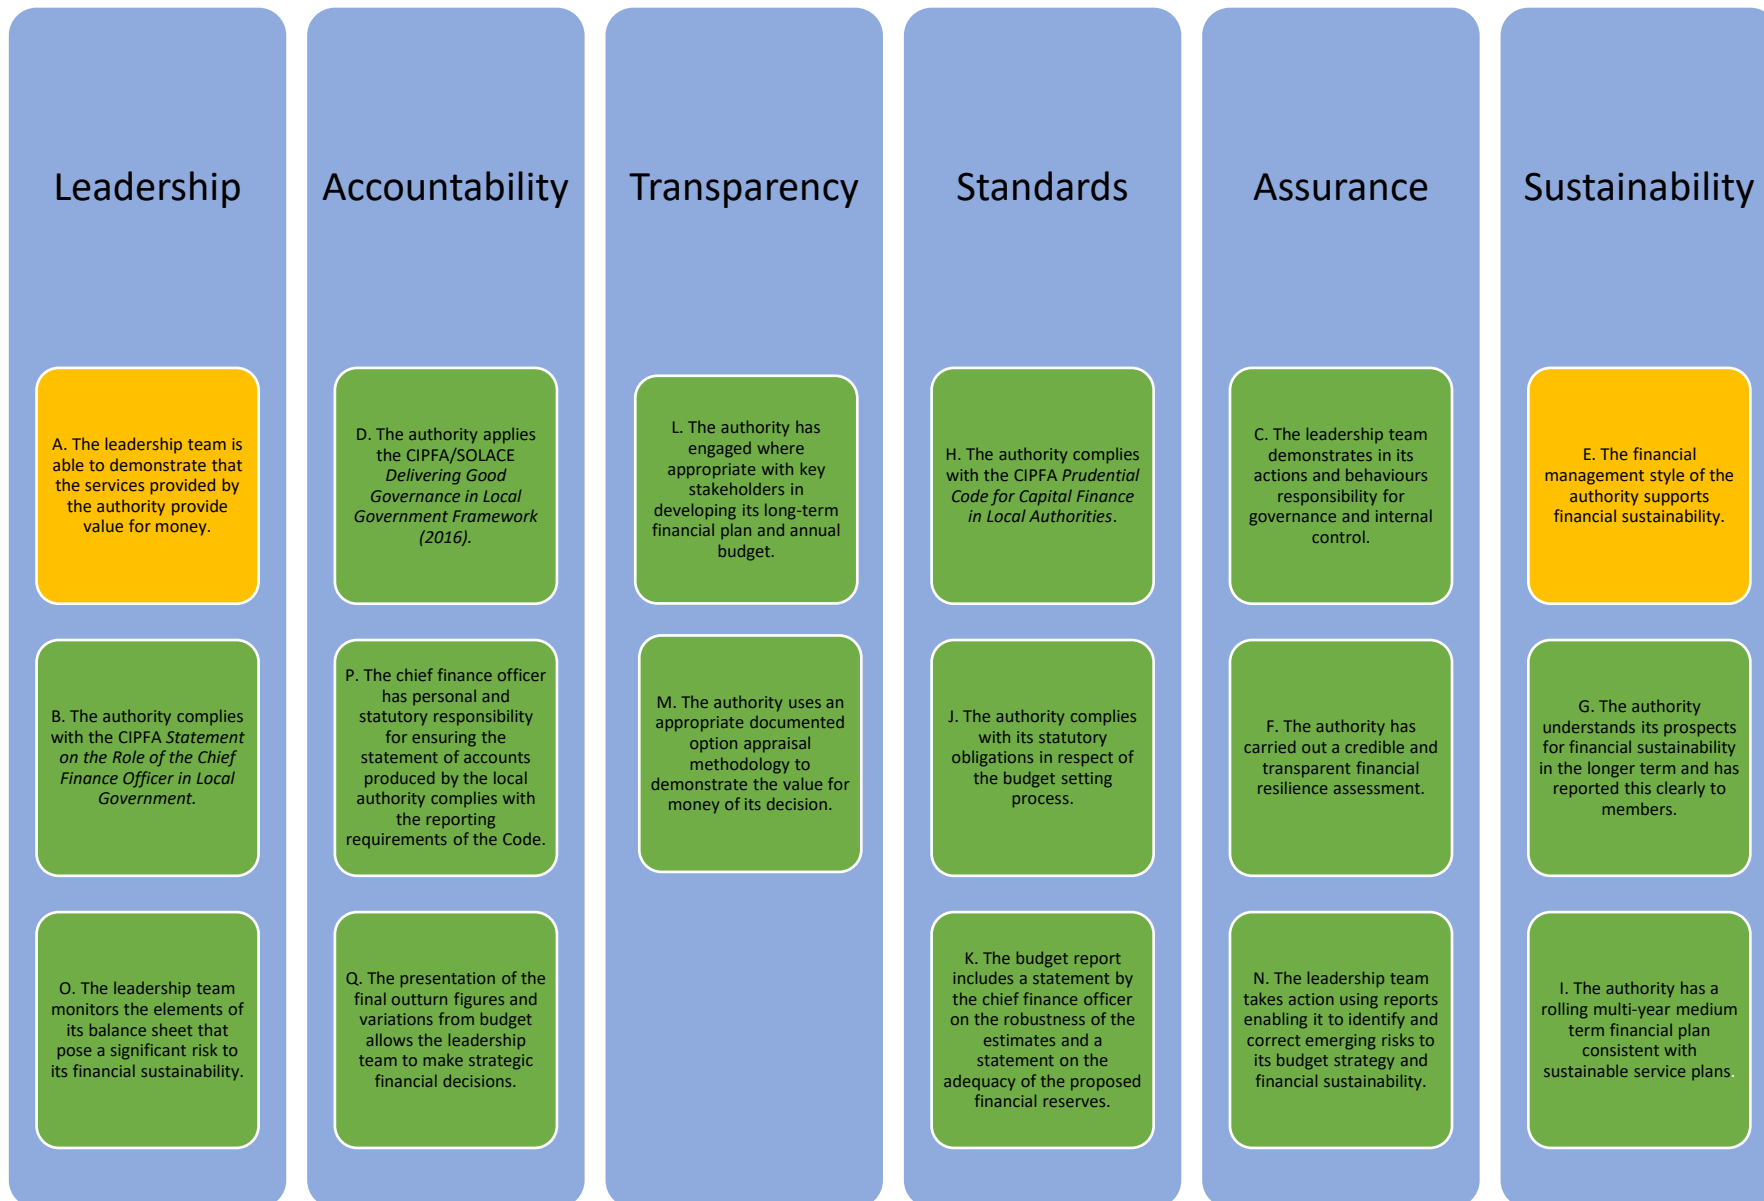 Leadership
A. The leadership team is
able to demonstrate that
the services provided by
the authority provide
value for money.
B. The authority complies
with the CIPFA Statement
on the Role of the Chief
Finance Officer in Local
Government.
O. The leadership team
monitors the elements of
its balance sheet that
pose a significant risk to
its financial sustainability.
Accountability
D. The authority applies
the CIPFA/SOLACE
Delivering Good
Governance in Local
Government Framework
(2016).
P. The chief finance officer
has personal and
statutory responsibility
for ensuring the
statement of accounts
produced by the local
authority complies with
the reporting
requirements of the Code.
Q. The presentation of the
final outturn figures and
variations from budget
allows the leadership
team to make strategic
financial decisions.
Transparency
L. The authority has
engaged where
appropriate with key
stakeholders in
developing its long-term
financial plan and annual
budget.
M. The authority uses an
appropriate documented
option appraisal
methodology to
demonstrate the value for
money of its decision.
Standards
H. The authority complies
with the CIPFA Prudential
Code for Capital Finance
in Local Authorities.
J. The authority complies
with its statutory
obligations in respect of
the budget setting
process.
K. The budget report
includes a statement by
the chief finance officer
on the robustness of the
estimates and a
statement on the
adequacy of the proposed
financial reserves.
Assurance
C. The leadership team
demonstrates in its
actions and behaviours
responsibility for
governance and internal
control.
F. The authority has
carried out a credible and
transparent financial
resilience assessment.
N. The leadership team
takes action using reports
enabling it to identify and
correct emerging risks to
its budget strategy and
financial sustainability.
Sustainability
E. The financial
management style of the
authority supports
financial sustainability.
G. The authority
understands its prospects
for financial sustainability
in the longer term and has
reported this clearly to
members.
I. The authority has a
rolling multi-year medium
term financial plan
consistent with
sustainable service plans.